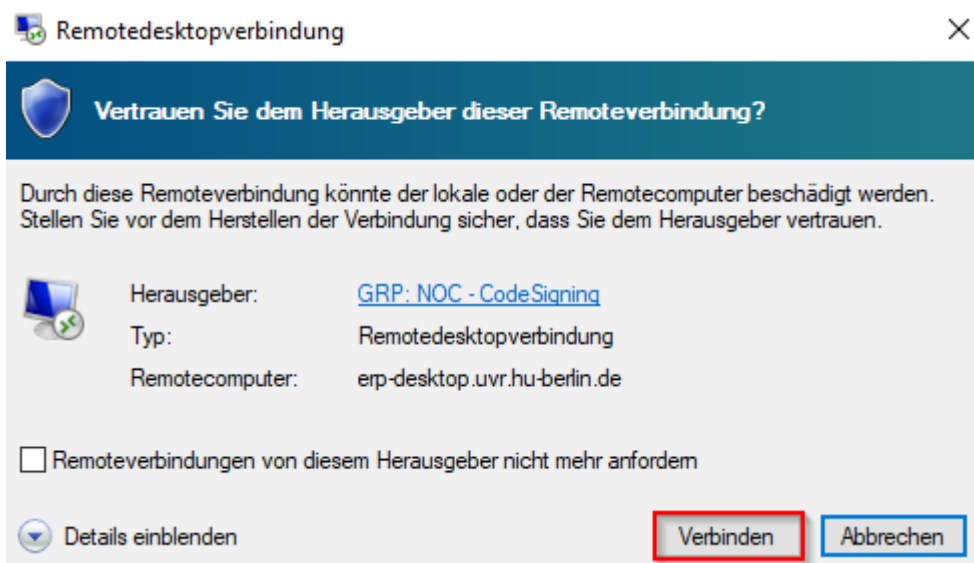 Remotedesktopverbindung
Vertrauen Sie dem Herausgeber dieser Remoteverbindung?
Durch diese Remoteverbindung könnte der lokale oder der Remotecomputer beschädigt werden.
Stellen Sie vor dem Herstellen der Verbindung sicher, dass Sie dem Herausgeber vertrauen.
Herausgeber: GRP: NOC - CodeSigning
Typ: Remotedesktopverbindung
Remotecomputer: erp-desktop.uvr.hu-berlin.de
Remoteverbindungen von diesem Herausgeber nicht mehr anfordern
Details einblenden Verbinden Abbrechen